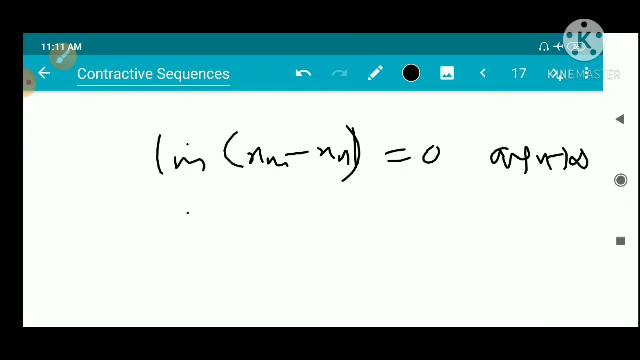 11:11 AM
KINEMASTER
Contractive Sequences
17
lim (xₘ − xₙ) = 0 as n→∞